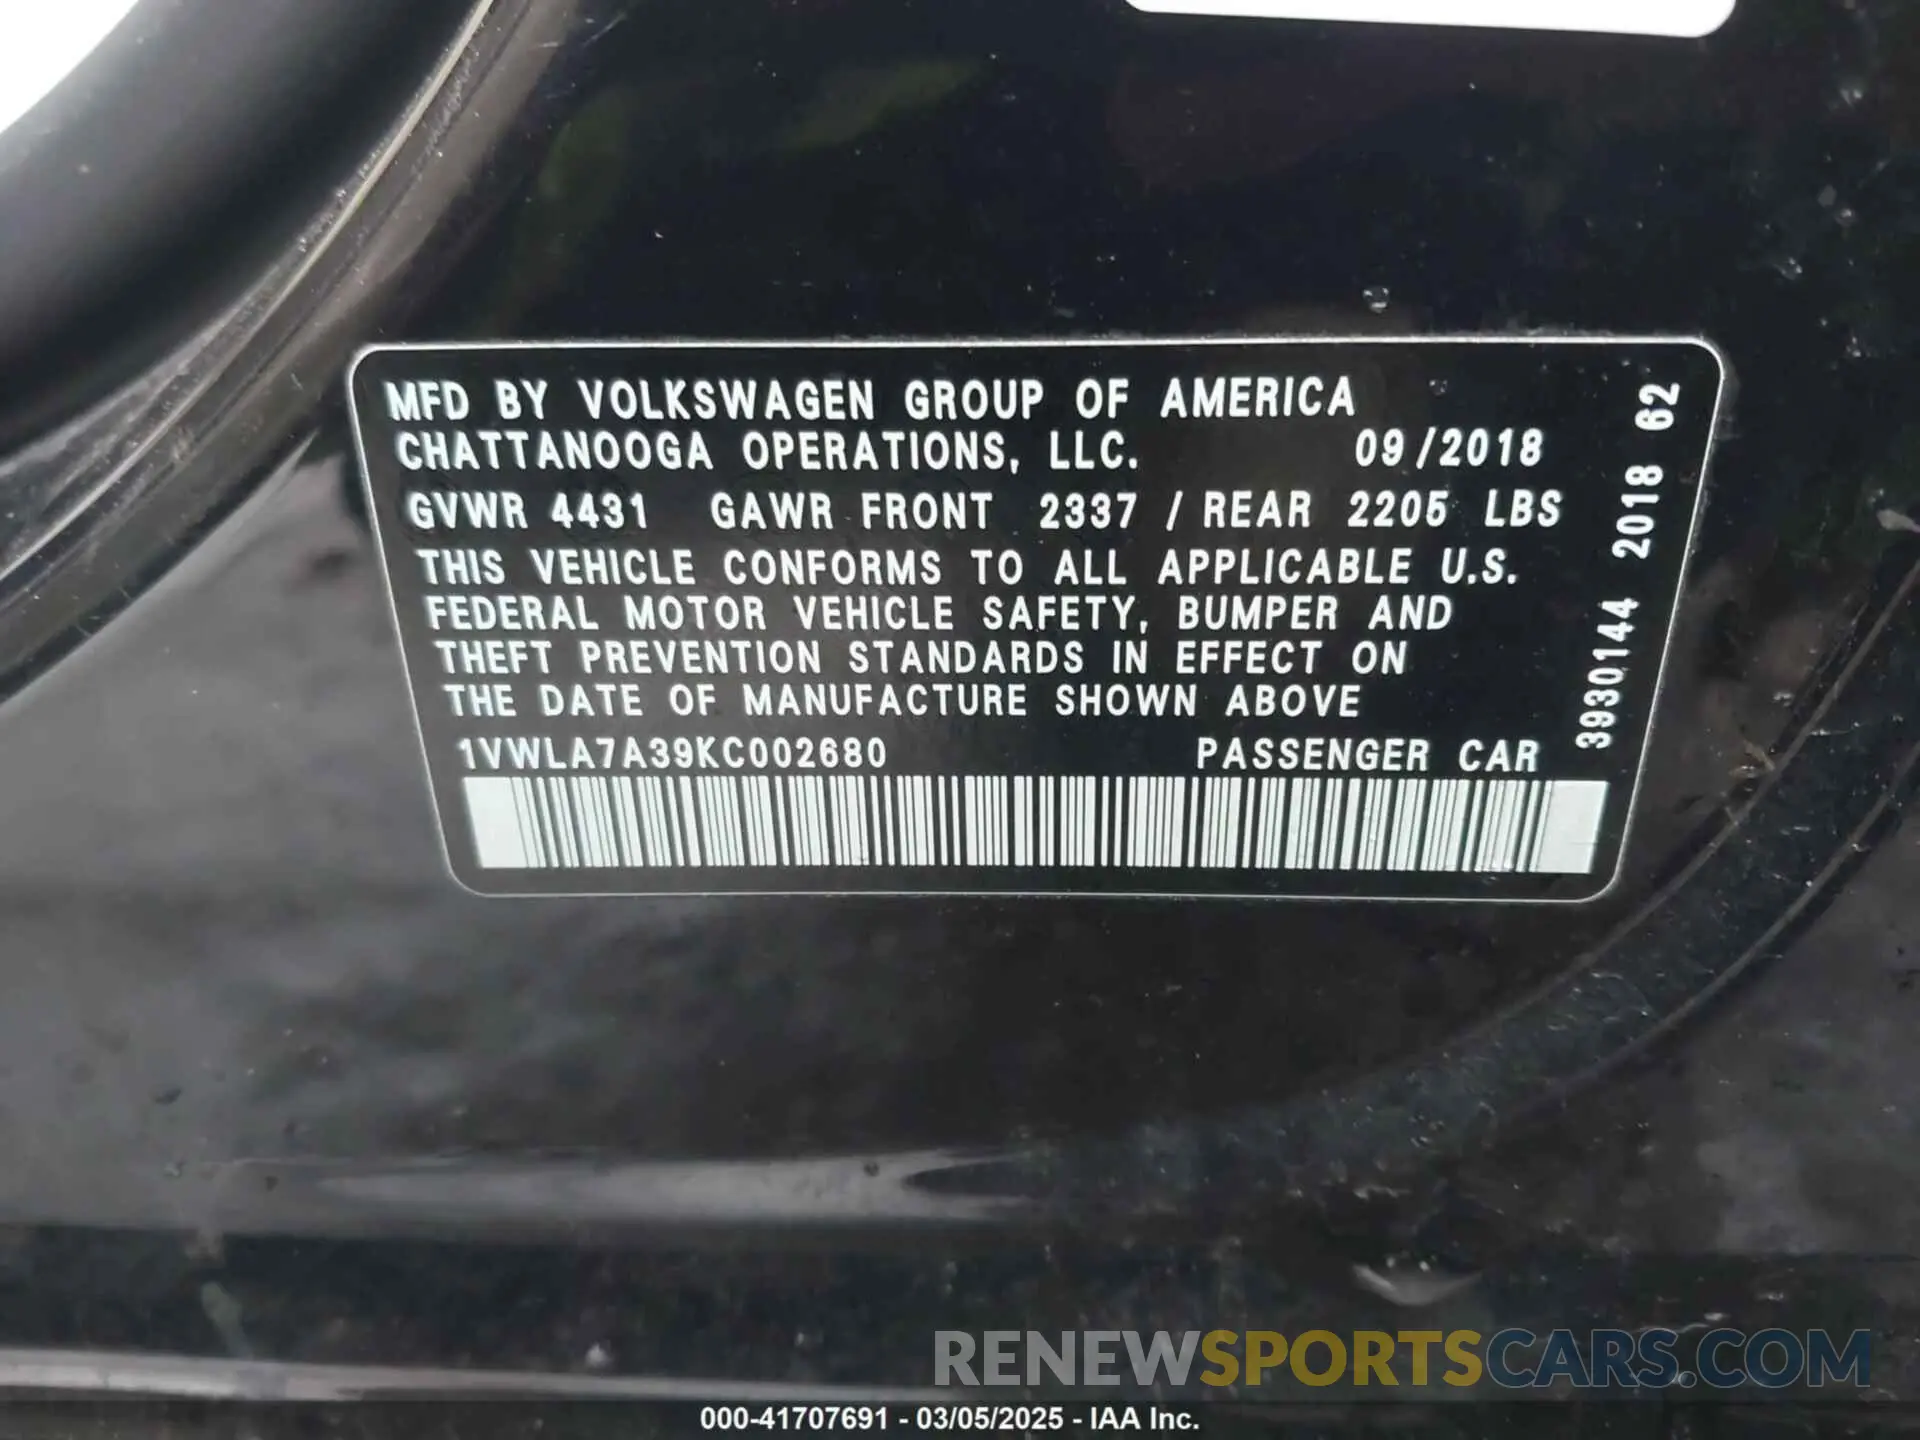 MFD BY VOLKSWAGEN GROUP OF AMERICA
CHATTANOOGA OPERATIONS, LLC. 09/2018
GVWR 4431 GAWR FRONT 2337 / REAR 2205 LBS
THIS VEHICLE CONFORMS TO ALL APPLICABLE U.S.
FEDERAL MOTOR VEHICLE SAFETY, BUMPER AND
THEFT PREVENTION STANDARDS IN EFFECT ON
THE DATE OF MANUFACTURE SHOWN ABOVE
1VWLA7A39KC002680 PASSENGER CAR
3930144 2018 62
RENEWSPORTSCARS.COM
000-41707691 - 03/05/2025 - IAA Inc.